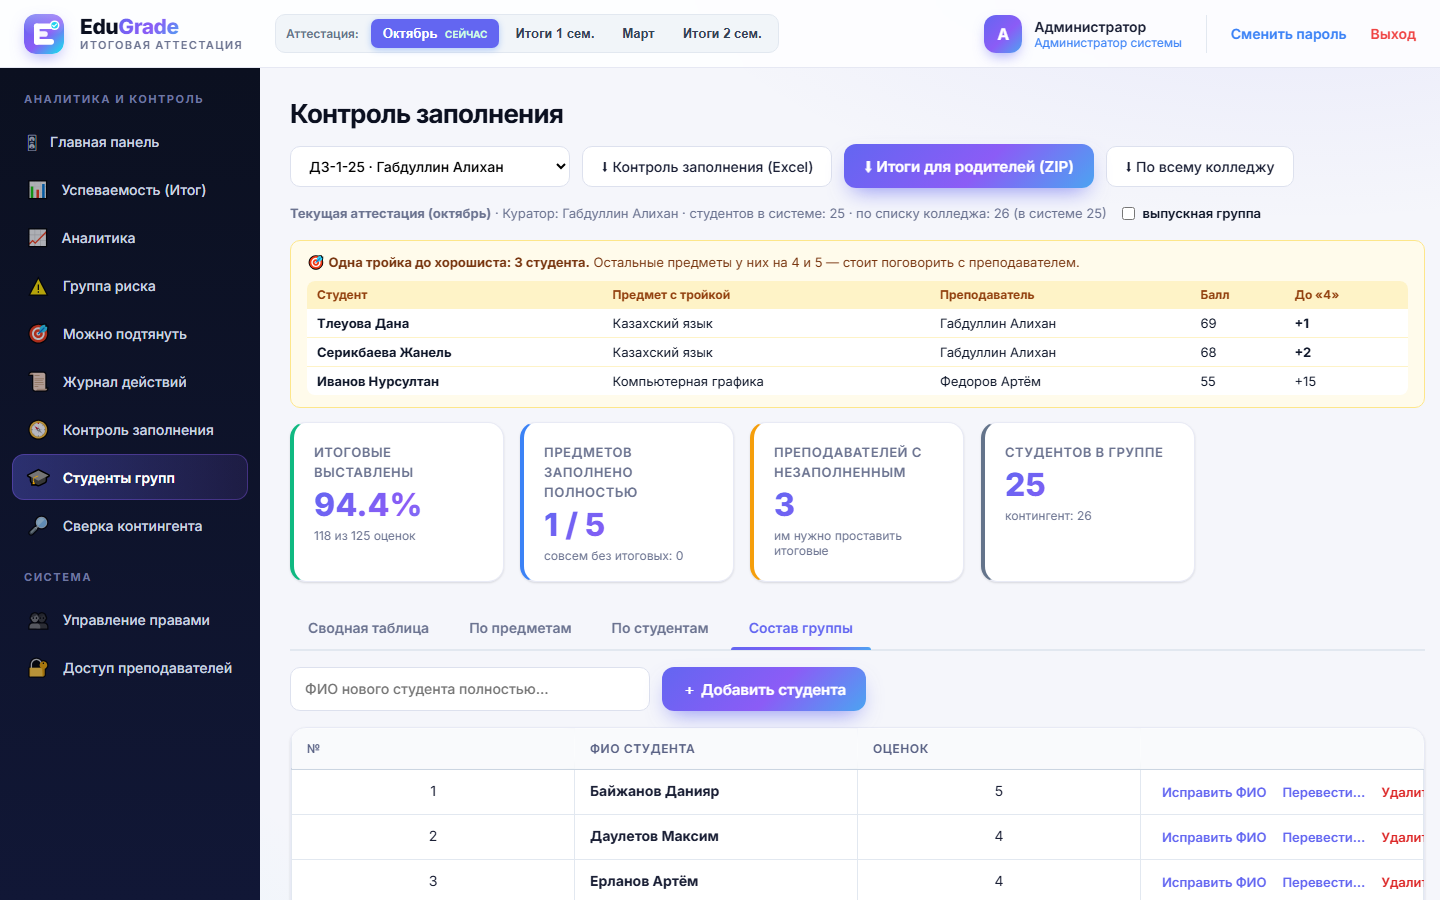 EduGrade
ИТОГОВАЯ АТТЕСТАЦИЯ
Аттестация: Октябрь СЕЙЧАС Итоги 1 сем. Март Итоги 2 сем.
А
Администратор
Администратор системы
Сменить пароль
Выход
АНАЛИТИКА И КОНТРОЛЬ
Главная панель
Успеваемость (Итог)
Аналитика
Группа риска
Можно подтянуть
Журнал действий
Контроль заполнения
Студенты групп
Сверка контингента
СИСТЕМА
Управление правами
Доступ преподавателей
Контроль заполнения
ДЗ-1-25 · Габдуллин Алихан
⬇ Контроль заполнения (Excel)
⬇ Итоги для родителей (ZIP)
⬇ По всему колледжу
Текущая аттестация (октябрь) · Куратор: Габдуллин Алихан · студентов в системе: 25 · по списку колледжа: 26 (в системе 25) выпускная группа
🎯 Одна тройка до хорошиста: 3 студента. Остальные предметы у них на 4 и 5 — стоит поговорить с преподавателем.
Студент Предмет с тройкой Преподаватель Балл До «4»
Тлеуова Дана Казахский язык Габдуллин Алихан 69 +1
Серикбаева Жанель Казахский язык Габдуллин Алихан 68 +2
Иванов Нурсултан Компьютерная графика Федоров Артём 55 +15
ИТОГОВЫЕ
ВЫСТАВЛЕНЫ
94.4%
118 из 125 оценок
ПРЕДМЕТОВ
ЗАПОЛНЕНО
ПОЛНОСТЬЮ
1 / 5
совсем без итоговых: 0
ПРЕПОДАВАТЕЛЕЙ С
НЕЗАПОЛНЕННЫМ
3
им нужно проставить
итоговые
СТУДЕНТОВ В ГРУППЕ
25
контингент: 26
Сводная таблица По предметам По студентам Состав группы
ФИО нового студента полностью...
+ Добавить студента
№ ФИО СТУДЕНТА ОЦЕНОК
1 Байжанов Данияр 5 Исправить ФИО Перевести... Удалит
2 Даулетов Максим 4 Исправить ФИО Перевести... Удалит
3 Ерланов Артём 4 Исправить ФИО Перевести... Удалит